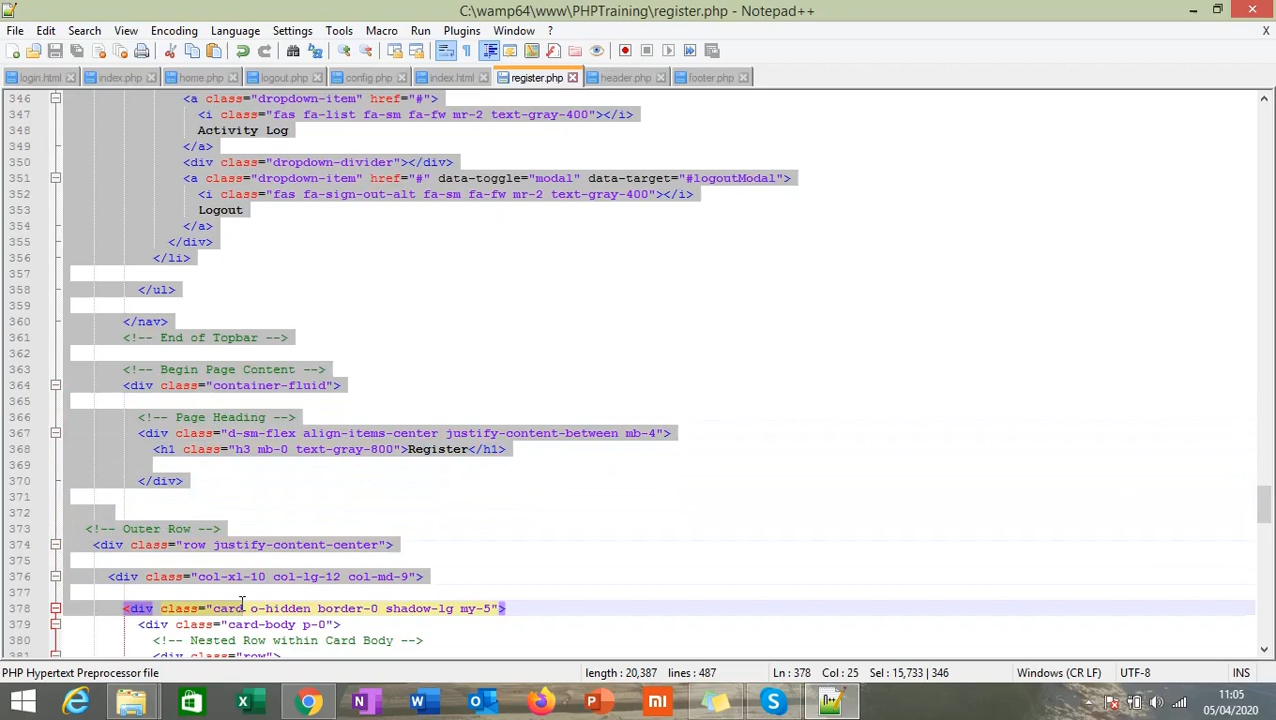 C:\wamp64\www\PHPTraining\register.php - Notepad++
File Edit Search View Encoding Language Settings Tools Macro Run Plugins Window ? X
login.html index.php home.php logout.php config.php index.html register.php header.php footer.php
346 <a class="dropdown-item" href="#">
347 <i class="fas fa-list fa-sm fa-fw mr-2 text-gray-400"></i>
348 Activity Log
349 </a>
350 <div class="dropdown-divider"></div>
351 <a class="dropdown-item" href="#" data-toggle="modal" data-target="#logoutModal">
352 <i class="fas fa-sign-out-alt fa-sm fa-fw mr-2 text-gray-400"></i>
353 Logout
354 </a>
355 </div>
356 </li>
357
358 </ul>
359
360 </nav>
361 <!-- End of Topbar -->
362
363 <!-- Begin Page Content -->
364 <div class="container-fluid">
365
366 <!-- Page Heading -->
367 <div class="d-sm-flex align-items-center justify-content-between mb-4">
368 <h1 class="h3 mb-0 text-gray-800">Register</h1>
369
370 </div>
371
372
373 <!-- Outer Row -->
374 <div class="row justify-content-center">
375
376 <div class="col-xl-10 col-lg-12 col-md-9">
377
378 <div class="card o-hidden border-0 shadow-lg my-5">
379 <div class="card-body p-0">
380 <!-- Nested Row within Card Body -->
381 <div class="row">
PHP Hypertext Preprocessor file length : 20,387 lines : 487 Ln : 378 Col : 25 Sel : 15,733 | 346 Windows (CR LF) UTF-8 INS
11:05
05/04/2020